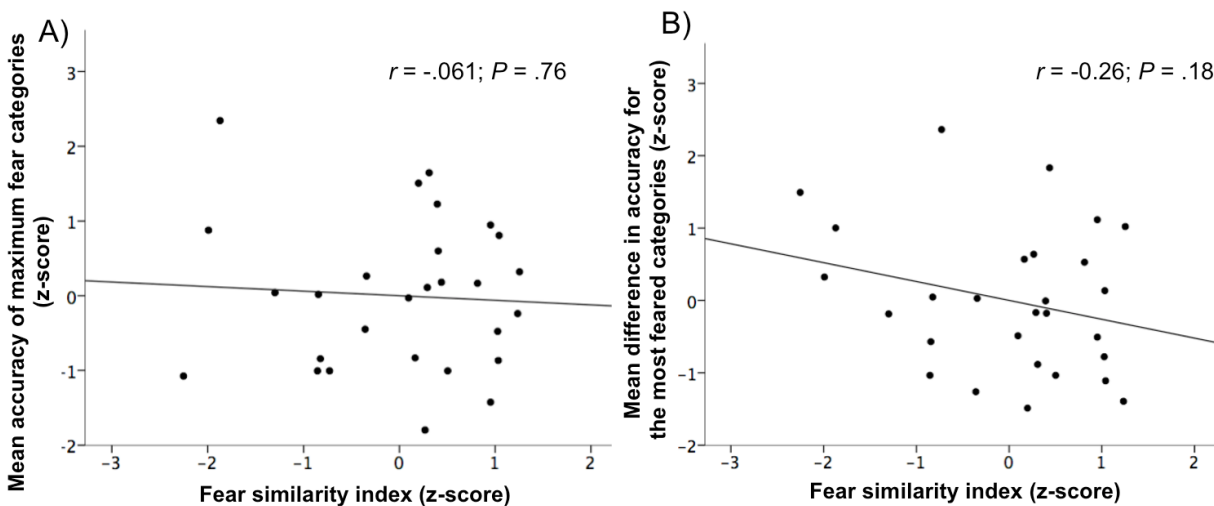 A)
r = -.061; P = .76
Mean accuracy of maximum fear categories
(z-score)
3
2
1
0
-1
-2
-3
-2
-1
0
1
2
Fear similarity index (z-score)
B)
r = -0.26; P = .18
Mean difference in accuracy for
the most feared categories (z-score)
3
2
1
0
-1
-2
-3
-2
-1
0
1
2
Fear similarity index (z-score)